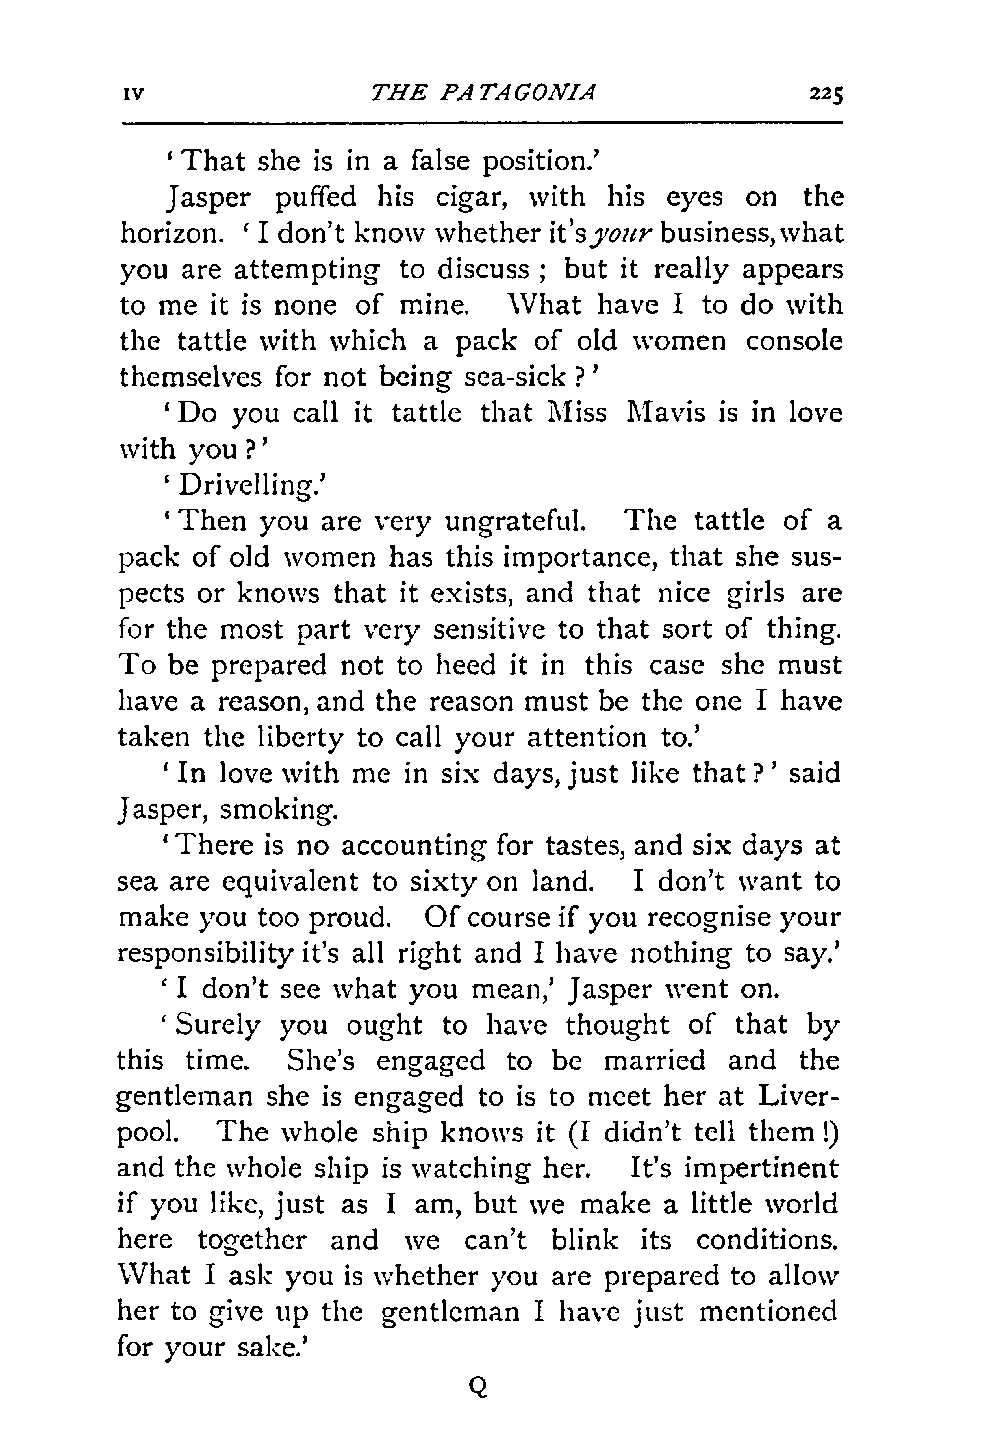 IV THE PATAGONIA 225
‘That she is in a false position.’
Jasper puffed his cigar, with his eyes on the
horizon. ‘I don't know whether it's your business, what
you are attempting to discuss ; but it really appears
to me it is none of mine. What have I to do with
the tattle with which a pack of old women console
themselves for not being sea-sick ?’
‘Do you call it tattle that Miss Mavis is in love
with you ?’
‘Drivelling.’
‘Then you are very ungrateful. The tattle of a
pack of old women has this importance, that she sus-
pects or knows that it exists, and that nice girls are
for the most part very sensitive to that sort of thing.
To be prepared not to heed it in this case she must
have a reason, and the reason must be the one I have
taken the liberty to call your attention to.’
‘In love with me in six days, just like that ?’ said
Jasper, smoking.
‘There is no accounting for tastes, and six days at
sea are equivalent to sixty on land. I don't want to
make you too proud. Of course if you recognise your
responsibility it's all right and I have nothing to say.’
‘I don't see what you mean,’ Jasper went on.
‘Surely you ought to have thought of that by
this time. She's engaged to be married and the
gentleman she is engaged to is to meet her at Liver-
pool. The whole ship knows it (I didn't tell them !)
and the whole ship is watching her. It's impertinent
if you like, just as I am, but we make a little world
here together and we can't blink its conditions.
What I ask you is whether you are prepared to allow
her to give up the gentleman I have just mentioned
for your sake.’
Q